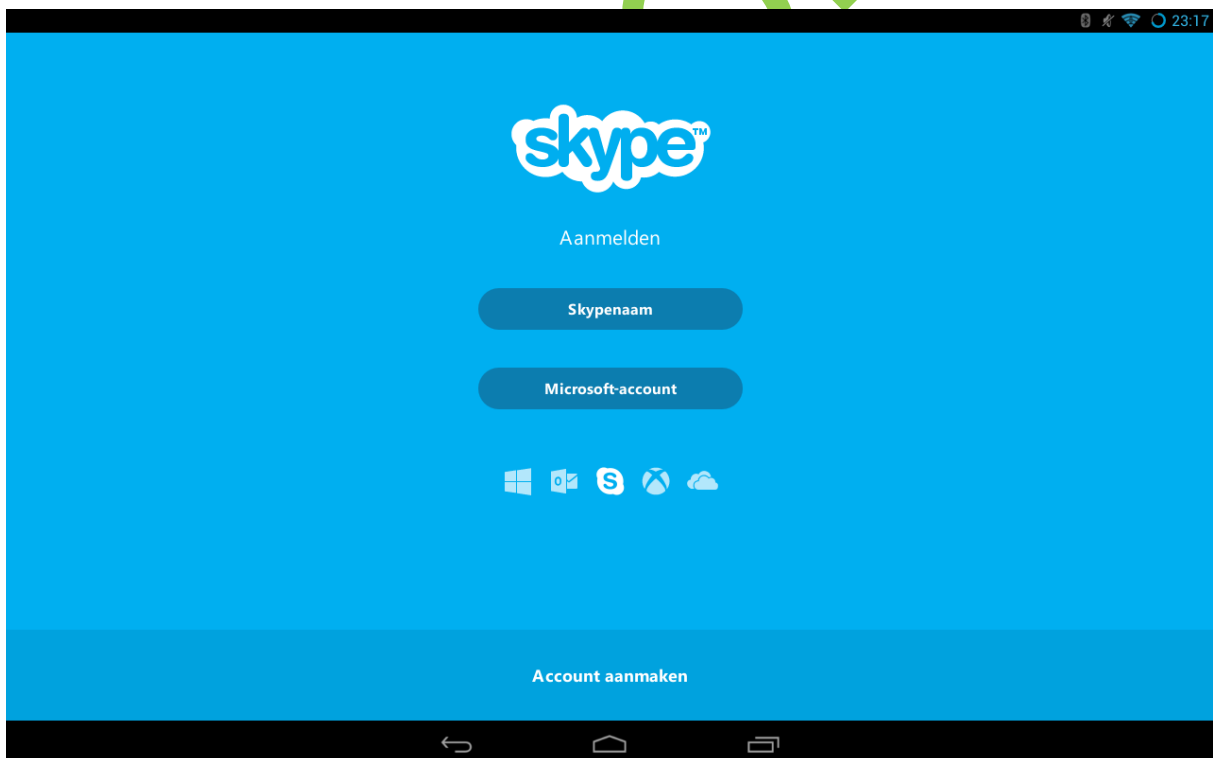 23:17
skype™
Aanmelden
Skypenaam
Microsoft-account
Account aanmaken